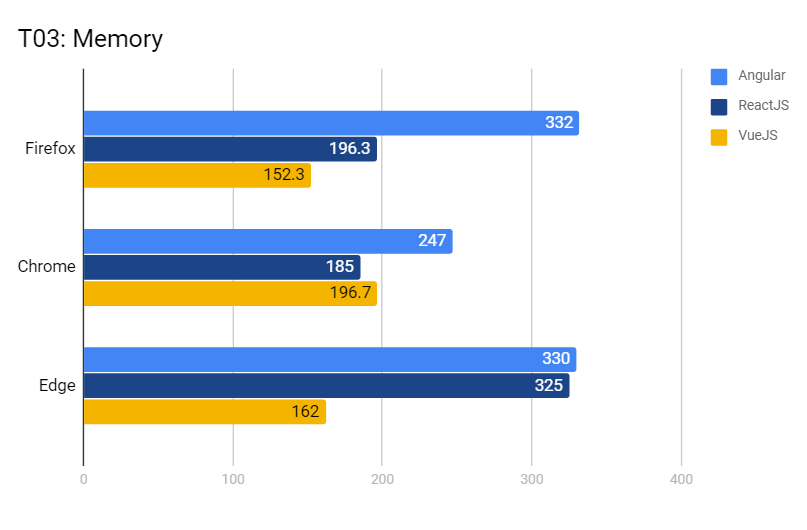 T03: Memory
Angular
ReactJS
VueJS
Firefox
332
196.3
152.3
Chrome
247
185
196.7
Edge
330
325
162
0 100 200 300 400